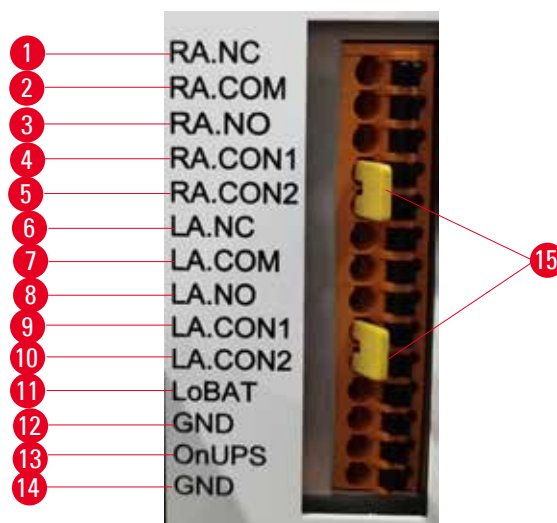 1 RA.NC
2 RA.COM
3 RA.NO
4 RA.CON1
5 RA.CON2
6 LA.NC
7 LA.COM
8 LA.NO
9 LA.CON1
10 LA.CON2
11 LoBAT
12 GND
13 OnUPS
14 GND
15